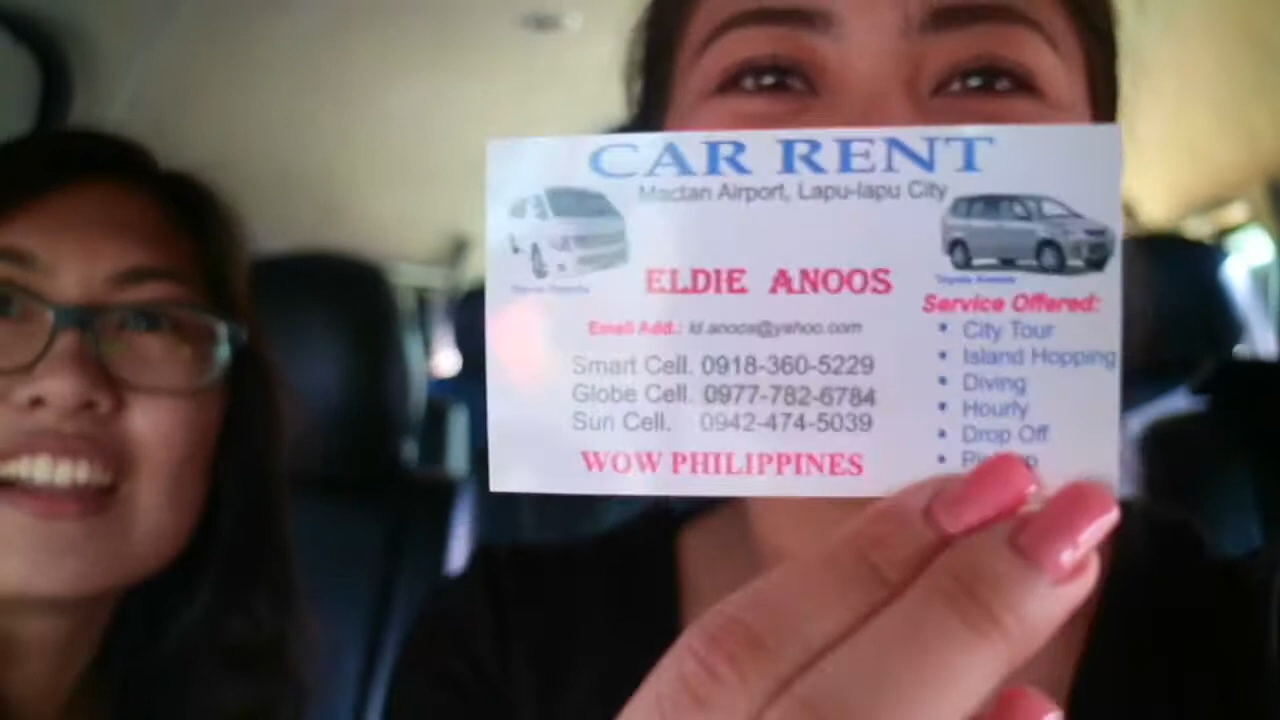 CAR RENT
Mactan Airport, Lapu-lapu City
ELDIE ANOOS
Email Add.: ld.anoos@yahoo.com
Smart Cell. 0918-360-5229
Globe Cell. 0977-782-6784
Sun Cell. 0942-474-5039
WOW PHILIPPINES
Service Offered:
• City Tour
• Island Hopping
• Diving
• Hourly
• Drop Off